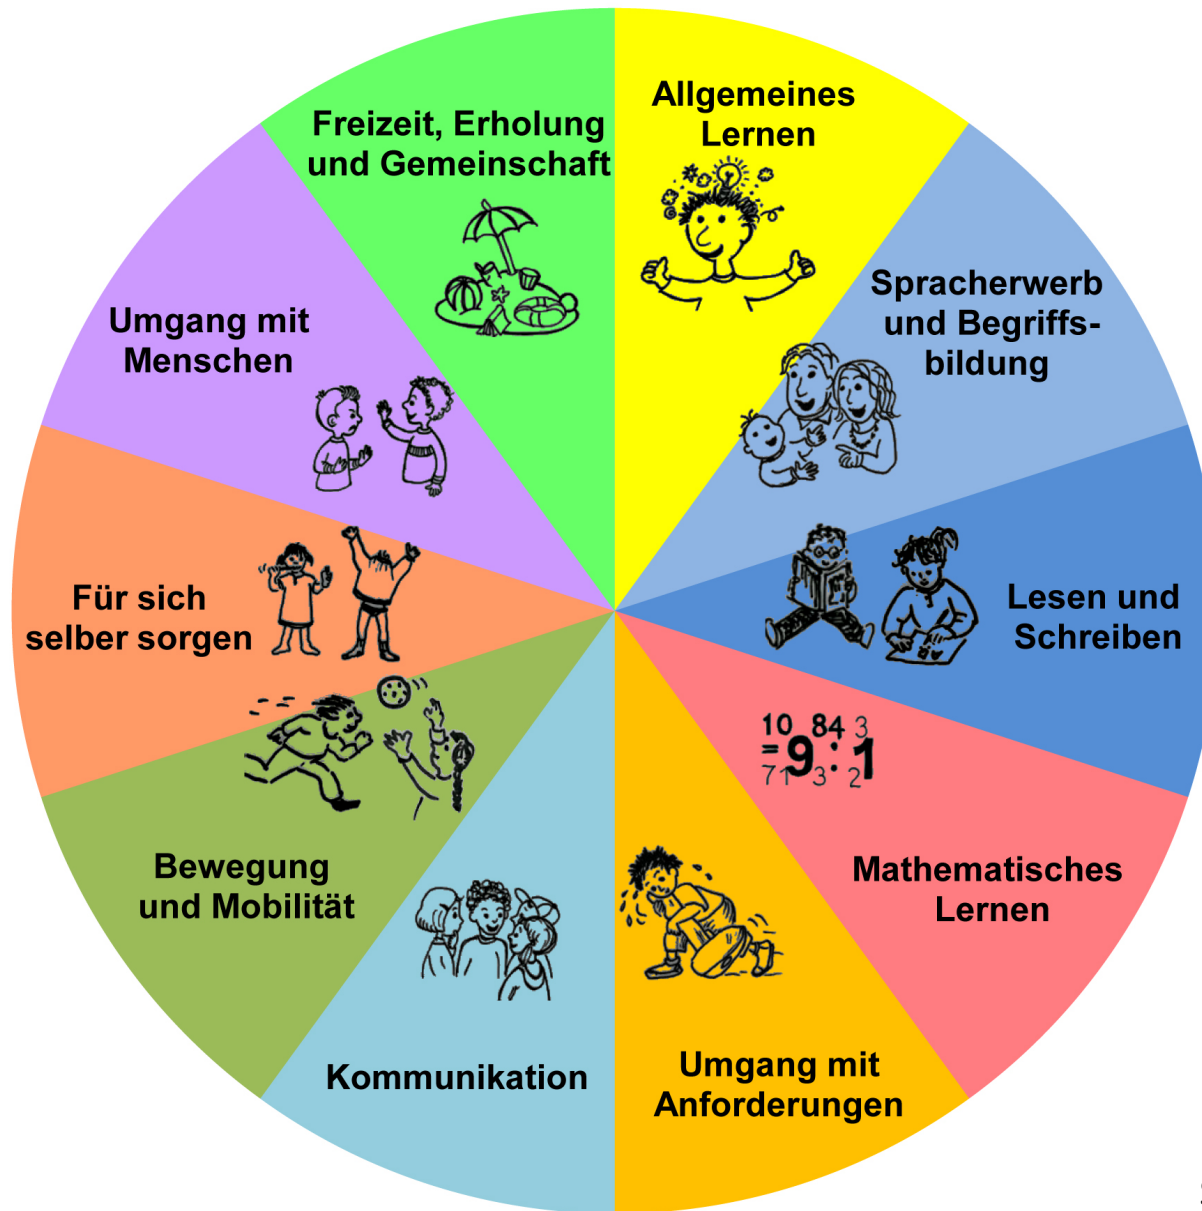 Allgemeines
Lernen
Spracherwerb
und Begriffs-
bildung
Lesen und
Schreiben
10 84 3
= 9 : 1
71 3 2
Mathematisches
Lernen
Umgang mit
Anforderungen
Kommunikation
Bewegung
und Mobilität
Für sich
selber sorgen
Umgang mit
Menschen
Freizeit, Erholung
und Gemeinschaft